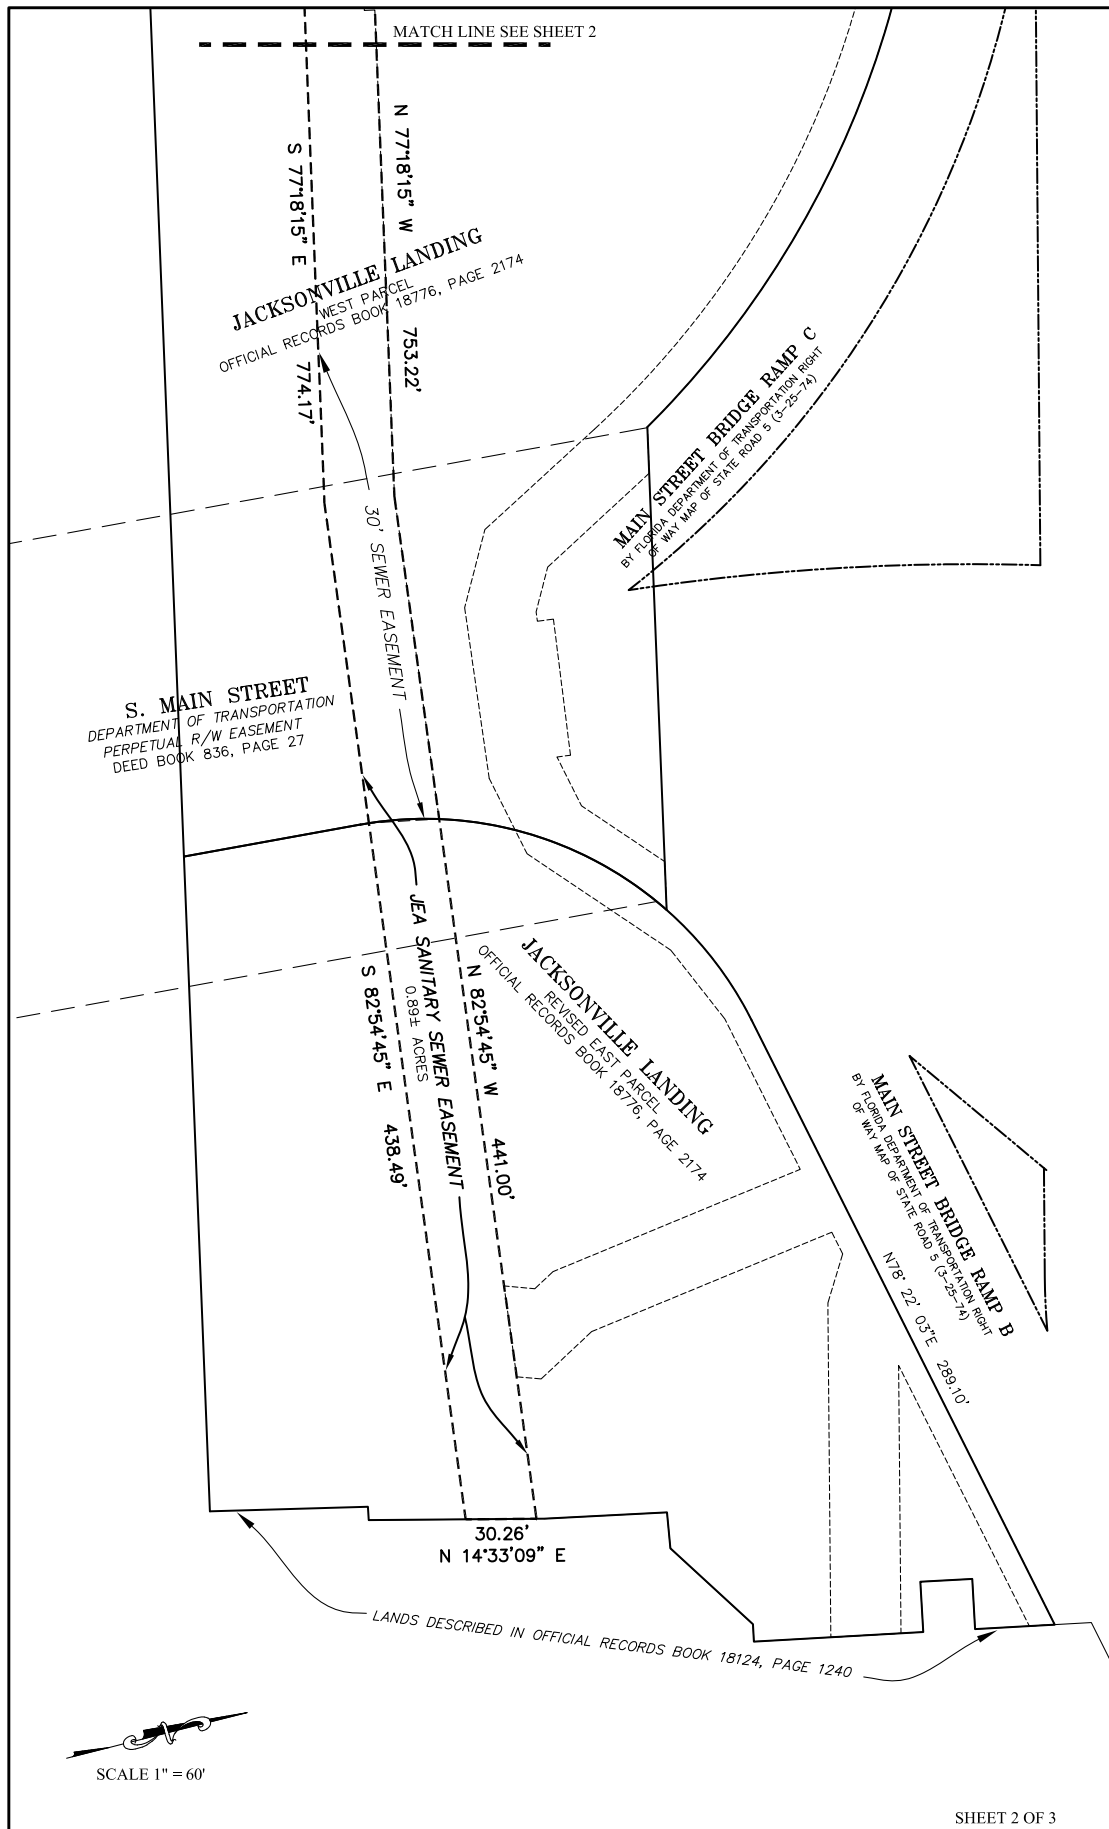 MATCH LINE SEE SHEET 2
N 77°18'15" W
753.22'
S 77°18'15" E
774.17'
JACKSONVILLE LANDING
WEST PARCEL
OFFICIAL RECORDS BOOK 18776, PAGE 2174
MAIN STREET BRIDGE RAMP C
BY FLORIDA DEPARTMENT OF TRANSPORTATION RIGHT
OF WAY MAP OF STATE ROAD 5 (3-25-74)
30' SEWER EASEMENT
S. MAIN STREET
DEPARTMENT OF TRANSPORTATION
PERPETUAL R/W EASEMENT
DEED BOOK 836, PAGE 27
JEA SANITARY SEWER EASEMENT
0.89± ACRES
S 82°54'45" E 438.49'
N 82°54'45" W 441.00'
JACKSONVILLE LANDING
REVISED EAST PARCEL
OFFICIAL RECORDS BOOK 18776, PAGE 2174
MAIN STREET BRIDGE RAMP B
BY FLORIDA DEPARTMENT OF TRANSPORTATION RIGHT
OF WAY MAP OF STATE ROAD 5 (3-25-74)
N78° 22' 03"E 289.10'
30.26'
N 14°33'09" E
LANDS DESCRIBED IN OFFICIAL RECORDS BOOK 18124, PAGE 1240
SCALE 1" = 60'
SHEET 2 OF 3